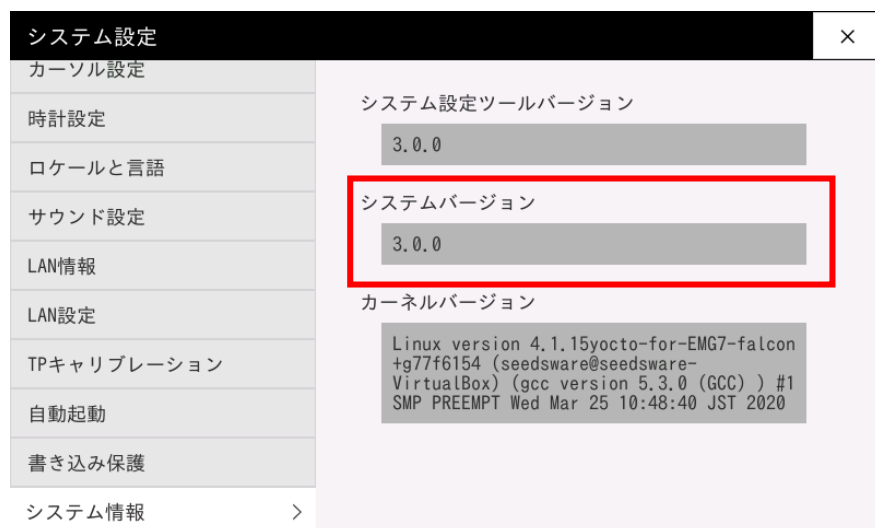 システム設定
×
カーソル設定
時計設定
ロケールと言語
サウンド設定
LAN情報
LAN設定
TPキャリブレーション
自動起動
書き込み保護
システム情報
システム設定ツールバージョン
3.0.0
システムバージョン
3.0.0
カーネルバージョン
Linux version 4.1.15yocto-for-EMG7-falcon
+g77f6154 (seedsware@seedsware-
VirtualBox) (gcc version 5.3.0 (GCC) ) #1
SMP PREEMPT Wed Mar 25 10:48:40 JST 2020